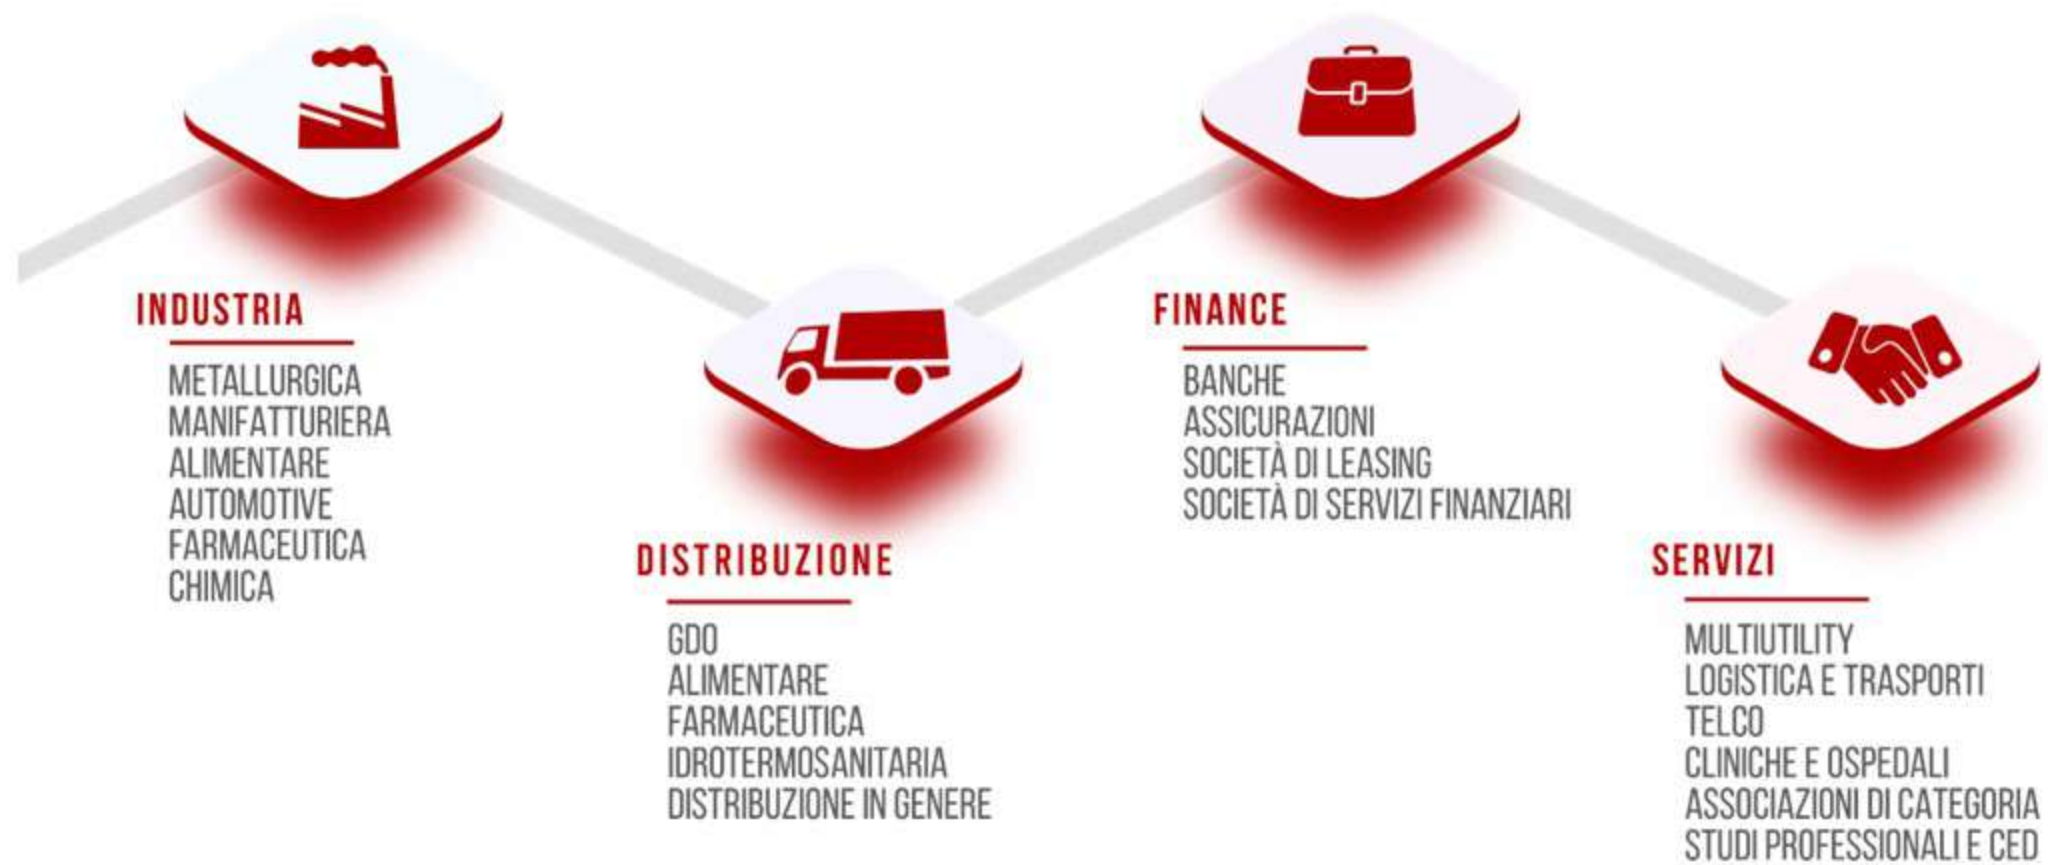 INDUSTRIA
METALLURGICA
MANIFATTURIERA
ALIMENTARE
AUTOMOTIVE
FARMACEUTICA
CHIMICA
DISTRIBUZIONE
GDO
ALIMENTARE
FARMACEUTICA
IDROTERMOSANITARIA
DISTRIBUZIONE IN GENERE
FINANCE
BANCHE
ASSICURAZIONI
SOCIETÀ DI LEASING
SOCIETÀ DI SERVIZI FINANZIARI
SERVIZI
MULTIUTILITY
LOGISTICA E TRASPORTI
TELCO
CLINICHE E OSPEDALI
ASSOCIAZIONI DI CATEGORIA
STUDI PROFESSIONALI E CED